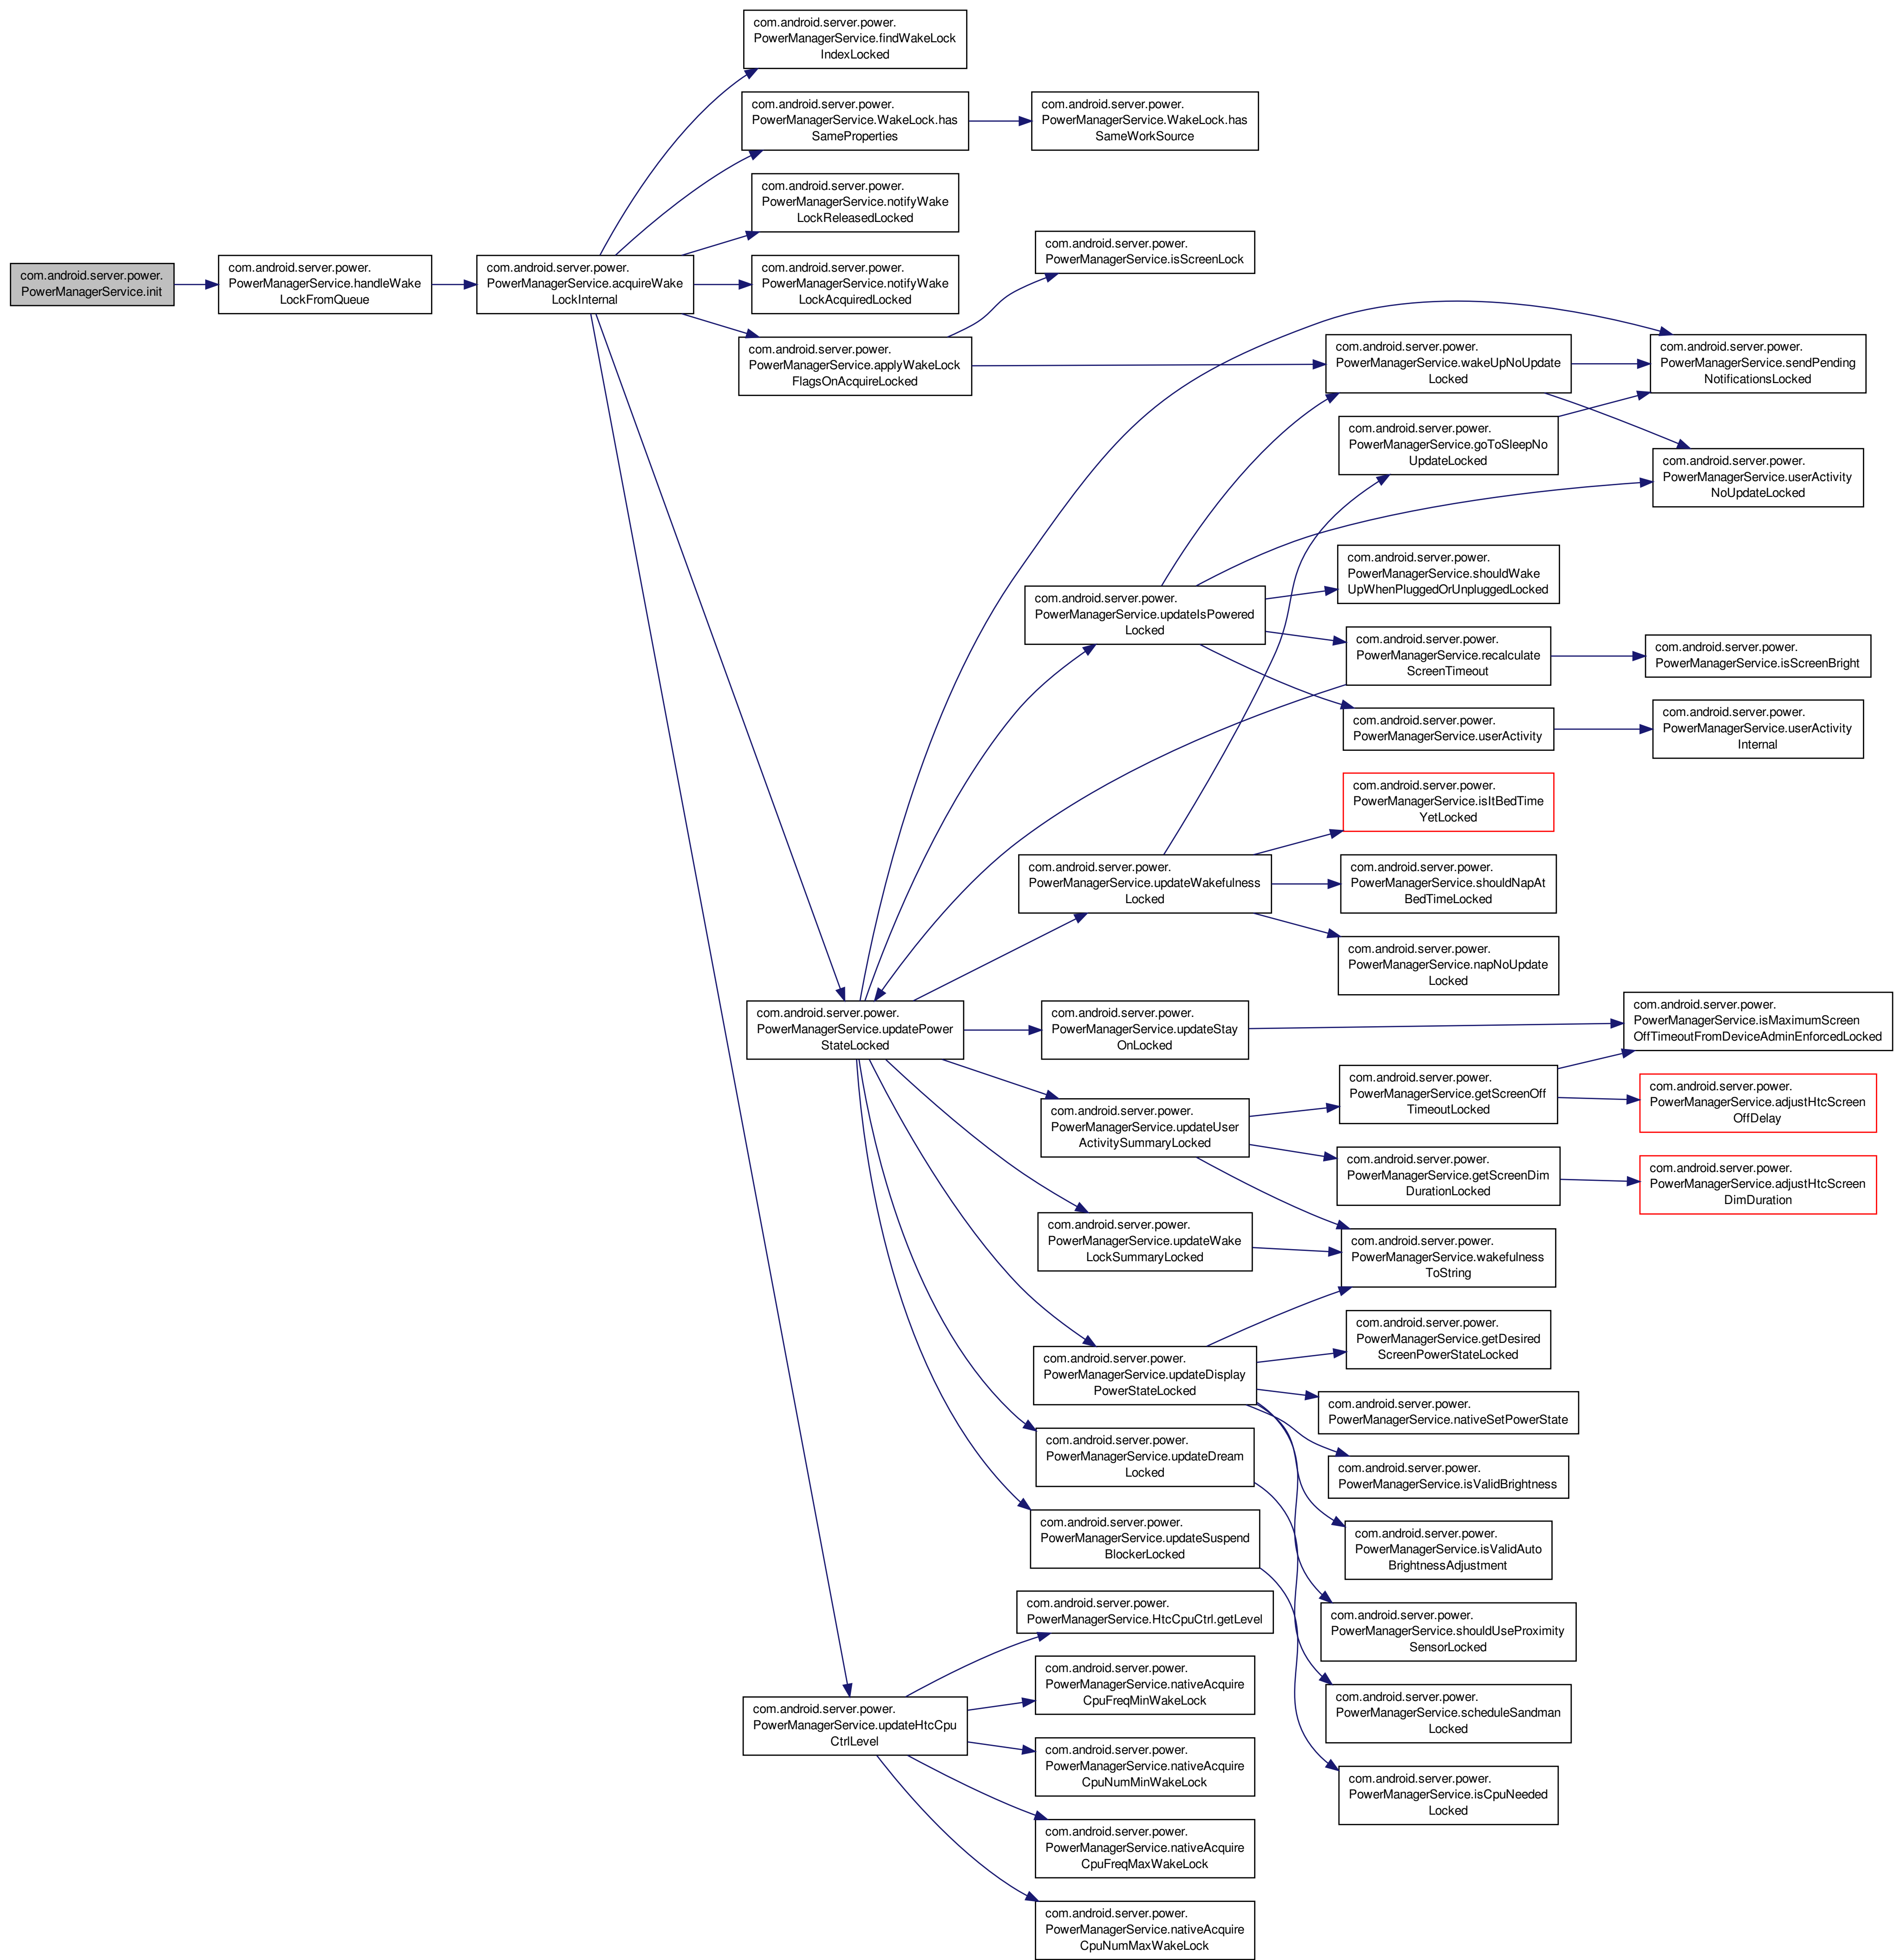 com.android.server.power.
PowerManagerService.init
com.android.server.power.
PowerManagerService.handleWake
LockFromQueue
com.android.server.power.
PowerManagerService.acquireWake
LockInternal
com.android.server.power.
PowerManagerService.findWakeLock
IndexLocked
com.android.server.power.
PowerManagerService.WakeLock.has
SameProperties
com.android.server.power.
PowerManagerService.WakeLock.has
SameWorkSource
com.android.server.power.
PowerManagerService.notifyWake
LockReleasedLocked
com.android.server.power.
PowerManagerService.notifyWake
LockAcquiredLocked
com.android.server.power.
PowerManagerService.applyWakeLock
FlagsOnAcquireLocked
com.android.server.power.
PowerManagerService.isScreenLock
com.android.server.power.
PowerManagerService.wakeUpNoUpdate
Locked
com.android.server.power.
PowerManagerService.sendPending
NotificationsLocked
com.android.server.power.
PowerManagerService.goToSleepNo
UpdateLocked
com.android.server.power.
PowerManagerService.userActivity
NoUpdateLocked
com.android.server.power.
PowerManagerService.updateIsPowered
Locked
com.android.server.power.
PowerManagerService.shouldWake
UpWhenPluggedOrUnpluggedLocked
com.android.server.power.
PowerManagerService.recalculate
ScreenTimeout
com.android.server.power.
PowerManagerService.isScreenBright
com.android.server.power.
PowerManagerService.userActivity
com.android.server.power.
PowerManagerService.userActivity
Internal
com.android.server.power.
PowerManagerService.isItBedTime
YetLocked
com.android.server.power.
PowerManagerService.updateWakefulness
Locked
com.android.server.power.
PowerManagerService.shouldNapAt
BedTimeLocked
com.android.server.power.
PowerManagerService.napNoUpdate
Locked
com.android.server.power.
PowerManagerService.updatePower
StateLocked
com.android.server.power.
PowerManagerService.updateStay
OnLocked
com.android.server.power.
PowerManagerService.isMaximumScreen
OffTimeoutFromDeviceAdminEnforcedLocked
com.android.server.power.
PowerManagerService.getScreenOff
TimeoutLocked
com.android.server.power.
PowerManagerService.adjustHtcScreen
OffDelay
com.android.server.power.
PowerManagerService.updateUser
ActivitySummaryLocked
com.android.server.power.
PowerManagerService.getScreenDim
DurationLocked
com.android.server.power.
PowerManagerService.adjustHtcScreen
DimDuration
com.android.server.power.
PowerManagerService.updateWake
LockSummaryLocked
com.android.server.power.
PowerManagerService.wakefulness
ToString
com.android.server.power.
PowerManagerService.updateDisplay
PowerStateLocked
com.android.server.power.
PowerManagerService.getDesired
ScreenPowerStateLocked
com.android.server.power.
PowerManagerService.nativeSetPowerState
com.android.server.power.
PowerManagerService.isValidBrightness
com.android.server.power.
PowerManagerService.updateDream
Locked
com.android.server.power.
PowerManagerService.isValidAuto
BrightnessAdjustment
com.android.server.power.
PowerManagerService.updateSuspend
BlockerLocked
com.android.server.power.
PowerManagerService.shouldUseProximity
SensorLocked
com.android.server.power.
PowerManagerService.HtcCpuCtrl.getLevel
com.android.server.power.
PowerManagerService.scheduleSandman
Locked
com.android.server.power.
PowerManagerService.nativeAcquire
CpuFreqMinWakeLock
com.android.server.power.
PowerManagerService.updateHtcCpu
CtrlLevel
com.android.server.power.
PowerManagerService.nativeAcquire
CpuNumMinWakeLock
com.android.server.power.
PowerManagerService.isCpuNeeded
Locked
com.android.server.power.
PowerManagerService.nativeAcquire
CpuFreqMaxWakeLock
com.android.server.power.
PowerManagerService.nativeAcquire
CpuNumMaxWakeLock